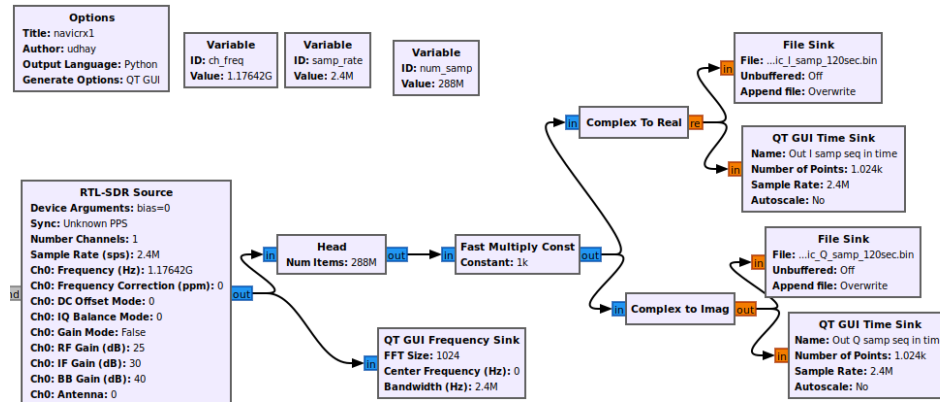 Options
Title: navicrx1
Author: udhay
Output Language: Python
Generate Options: QT GUI
Variable
ID: ch_freq
Value: 1.17642G
Variable
ID: samp_rate
Value: 2.4M
Variable
ID: num_samp
Value: 288M
File Sink
File: ...ic_I_samp_120sec.bin
Unbuffered: Off
Append file: Overwrite
in
in
Complex To Real
re
QT GUI Time Sink
Name: Out I samp seq in time
Number of Points: 1.024k
Sample Rate: 2.4M
Autoscale: No
in
RTL-SDR Source
Device Arguments: bias=0
Sync: Unknown PPS
Number Channels: 1
Sample Rate (sps): 2.4M
Ch0: Frequency (Hz): 1.17642G
Ch0: Frequency Correction (ppm): 0
Ch0: DC Offset Mode: 0
Ch0: IQ Balance Mode: 0
Ch0: Gain Mode: False
Ch0: RF Gain (dB): 25
Ch0: IF Gain (dB): 30
Ch0: BB Gain (dB): 40
Ch0: Antenna: 0
nd
out
in
Head
Num Items: 288M
out
in
Fast Multiply Const
Constant: 1k
out
File Sink
File: ...ic_Q_samp_120sec.bin
Unbuffered: Off
Append file: Overwrite
in
in
Complex to Imag
out
in
QT GUI Frequency Sink
FFT Size: 1024
Center Frequency (Hz): 0
Bandwidth (Hz): 2.4M
in
QT GUI Time Sink
Name: Out Q samp seq in time
Number of Points: 1.024k
Sample Rate: 2.4M
Autoscale: No